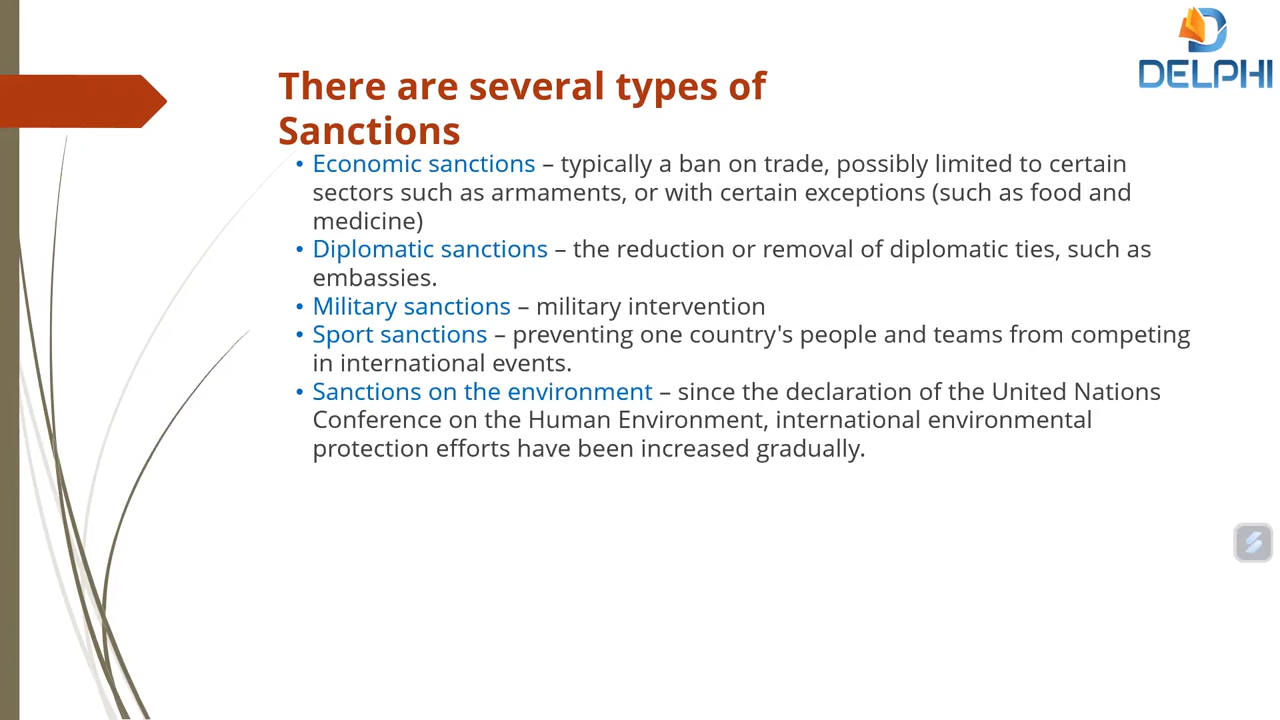 DELPHI
There are several types of
Sanctions
• Economic sanctions – typically a ban on trade, possibly limited to certain
sectors such as armaments, or with certain exceptions (such as food and
medicine)
• Diplomatic sanctions – the reduction or removal of diplomatic ties, such as
embassies.
• Military sanctions – military intervention
• Sport sanctions – preventing one country's people and teams from competing
in international events.
• Sanctions on the environment – since the declaration of the United Nations
Conference on the Human Environment, international environmental
protection efforts have been increased gradually.